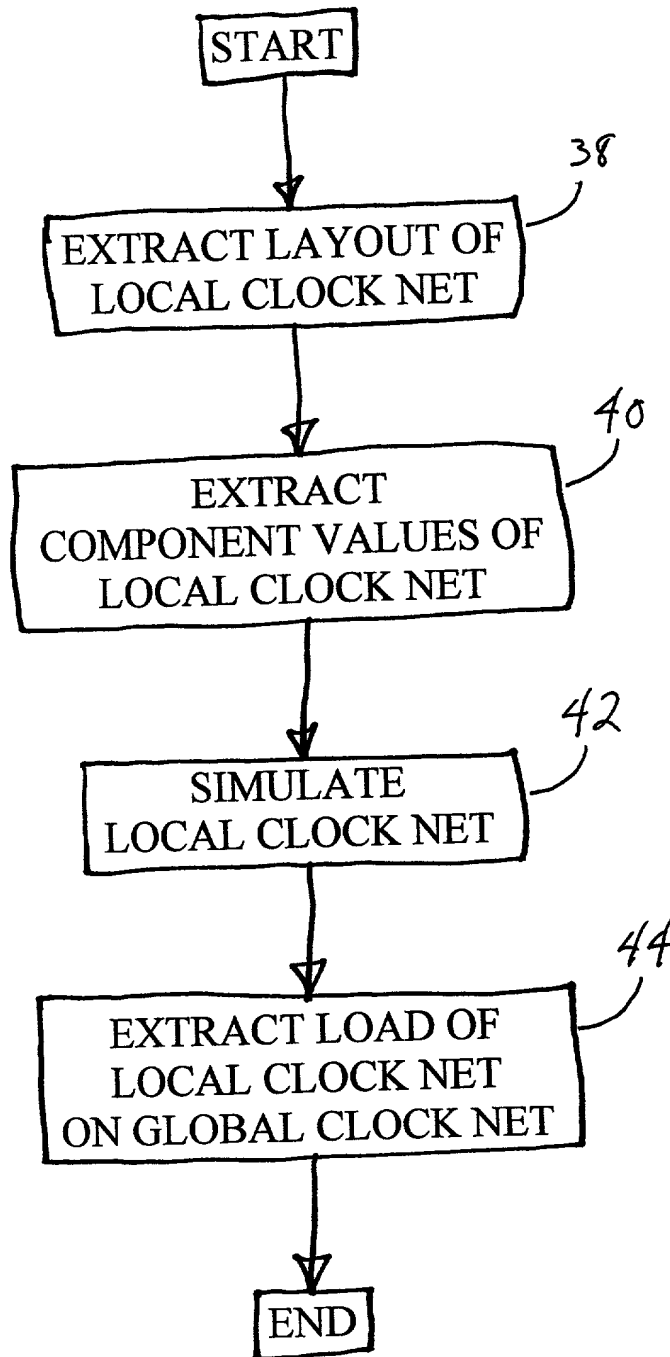 START
38
EXTRACT LAYOUT OF
LOCAL CLOCK NET
40
EXTRACT
COMPONENT VALUES OF
LOCAL CLOCK NET
42
SIMULATE
LOCAL CLOCK NET
44
EXTRACT LOAD OF
LOCAL CLOCK NET
ON GLOBAL CLOCK NET
END